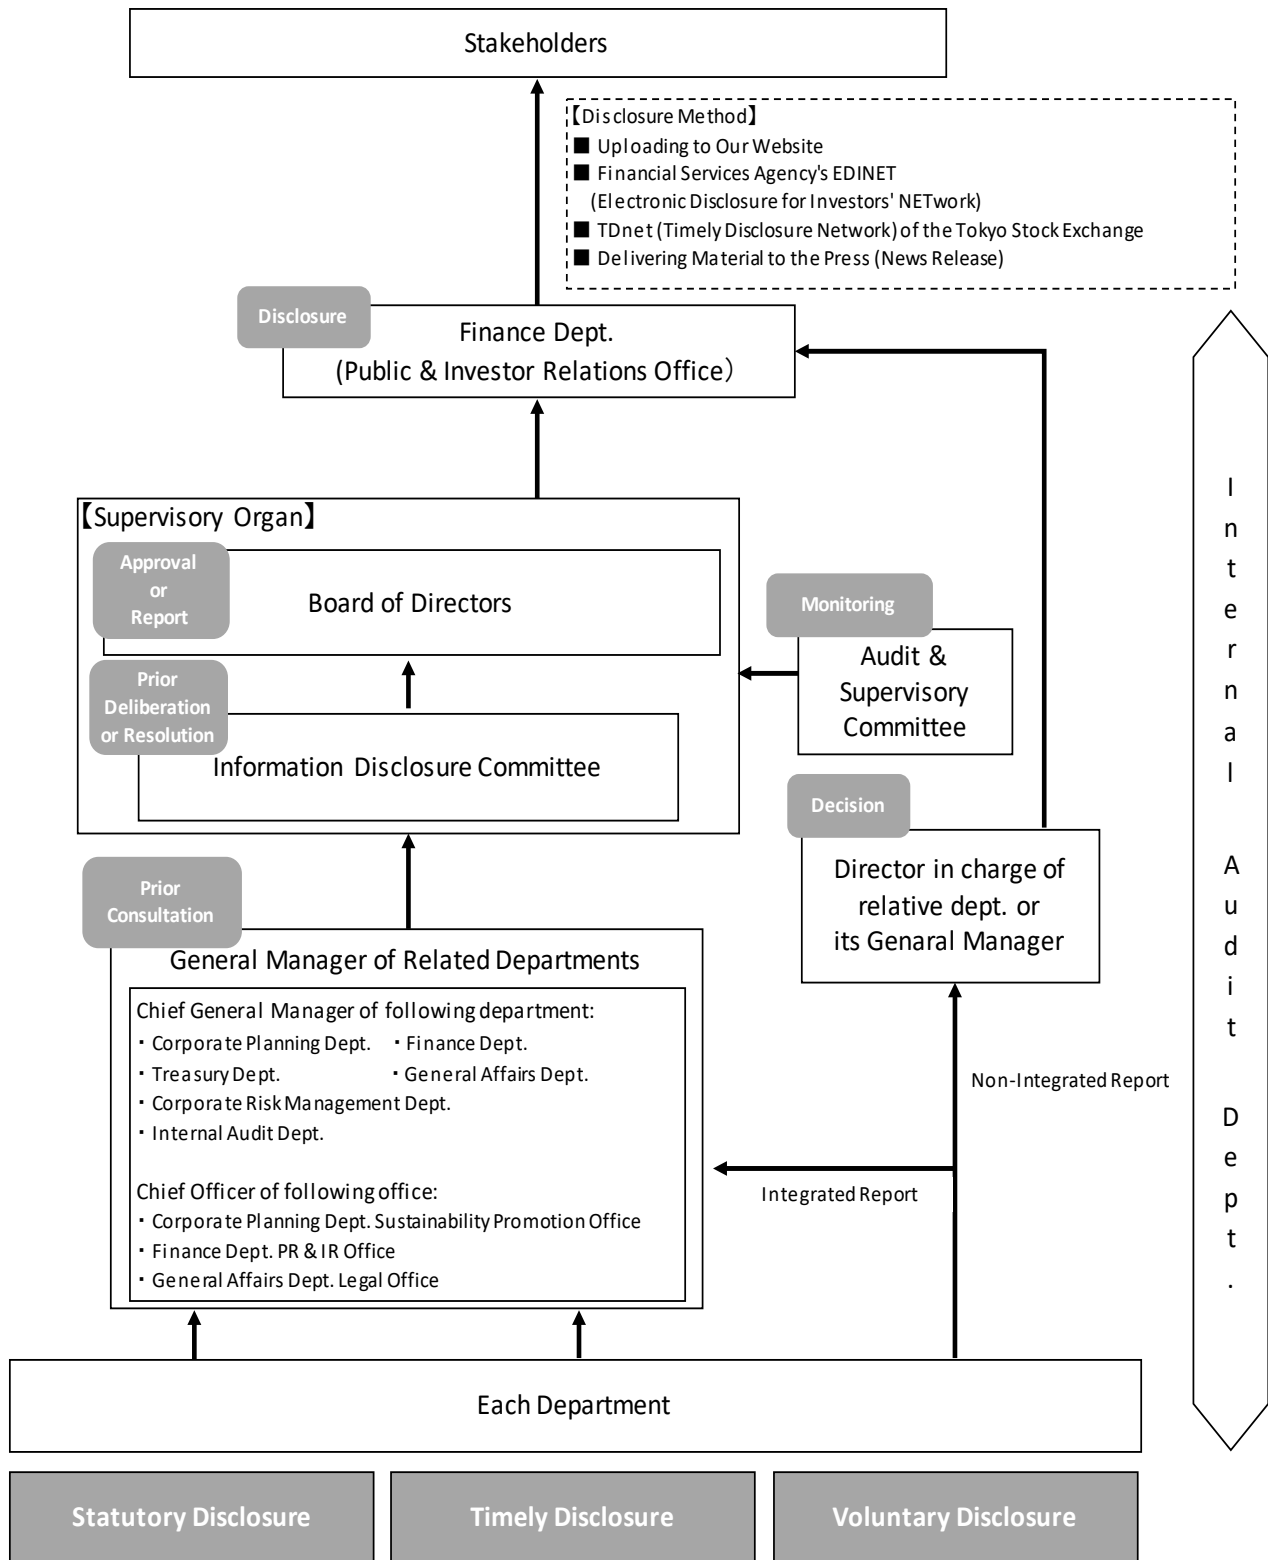 Stakeholders
【Disclosure Method】
■ Uploading to Our Website
■ Financial Services Agency's EDINET
(Electronic Disclosure for Investors' NETwork)
■ TDnet (Timely Disclosure Network) of the Tokyo Stock Exchange
■ Delivering Material to the Press (News Release)
Disclosure
Finance Dept.
(Public & Investor Relations Office）
【Supervisory Organ】
Approval
or
Report
Board of Directors
Prior
Deliberation
or Resolution
Information Disclosure Committee
Monitoring
Audit &
Supervisory
Committee
Decision
Director in charge of
relative dept. or
its Genaral Manager
Prior
Consultation
General Manager of Related Departments
Chief General Manager of following department:
・Corporate Planning Dept. ・Finance Dept.
・Treasury Dept. ・General Affairs Dept.
・Corporate Risk Management Dept.
・Internal Audit Dept.
Chief Officer of following office:
・Corporate Planning Dept. Sustainability Promotion Office
・Finance Dept. PR & IR Office
・General Affairs Dept. Legal Office
Non-Integrated Report
Integrated Report
Internal Audit Dept.
Each Department
Statutory Disclosure
Timely Disclosure
Voluntary Disclosure